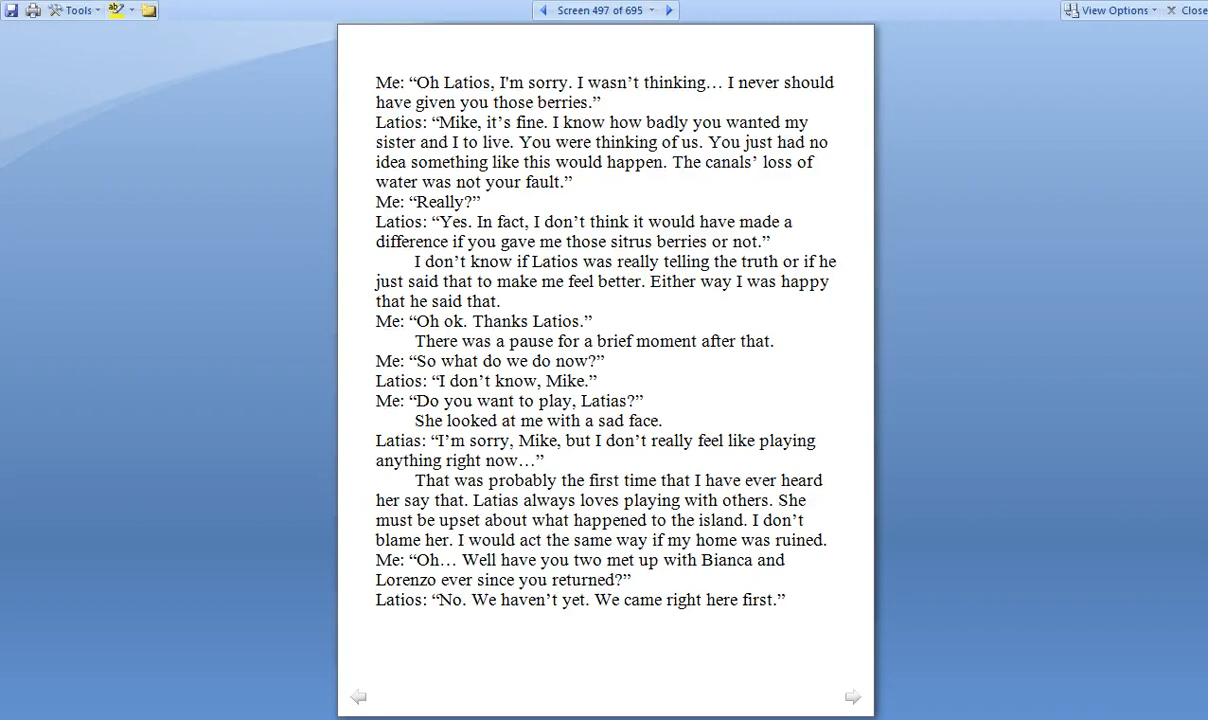 Tools
Screen 497 of 695
View Options
Close
Me: “Oh Latios, I'm sorry. I wasn’t thinking… I never should
have given you those berries.”
Latios: “Mike, it’s fine. I know how badly you wanted my
sister and I to live. You were thinking of us. You just had no
idea something like this would happen. The canals’ loss of
water was not your fault.”
Me: “Really?”
Latios: “Yes. In fact, I don’t think it would have made a
difference if you gave me those sitrus berries or not.”
I don’t know if Latios was really telling the truth or if he
just said that to make me feel better. Either way I was happy
that he said that.
Me: “Oh ok. Thanks Latios.”
There was a pause for a brief moment after that.
Me: “So what do we do now?”
Latios: “I don’t know, Mike.”
Me: “Do you want to play, Latias?”
She looked at me with a sad face.
Latias: “I’m sorry, Mike, but I don’t really feel like playing
anything right now…”
That was probably the first time that I have ever heard
her say that. Latias always loves playing with others. She
must be upset about what happened to the island. I don’t
blame her. I would act the same way if my home was ruined.
Me: “Oh… Well have you two met up with Bianca and
Lorenzo ever since you returned?”
Latios: “No. We haven’t yet. We came right here first.”